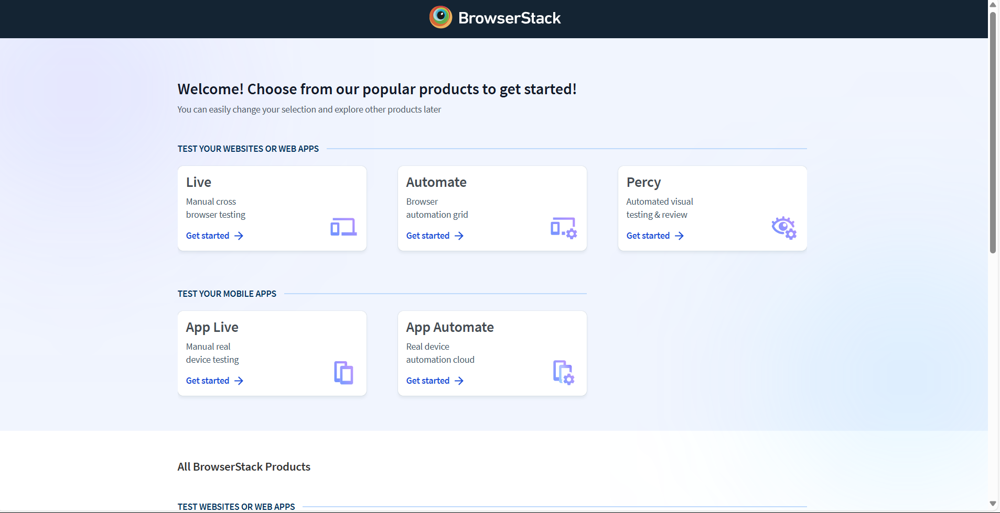 BrowserStack
Welcome! Choose from our popular products to get started!
You can easily change your selection and explore other products later
TEST YOUR WEBSITES OR WEB APPS
Live
Manual cross
browser testing
Get started
Automate
Browser
automation grid
Get started
Percy
Automated visual
testing & review
Get started
TEST YOUR MOBILE APPS
App Live
Manual real
device testing
Get started
App Automate
Real device
automation cloud
Get started
All BrowserStack Products
TEST WEBSITES OR WEB APPS